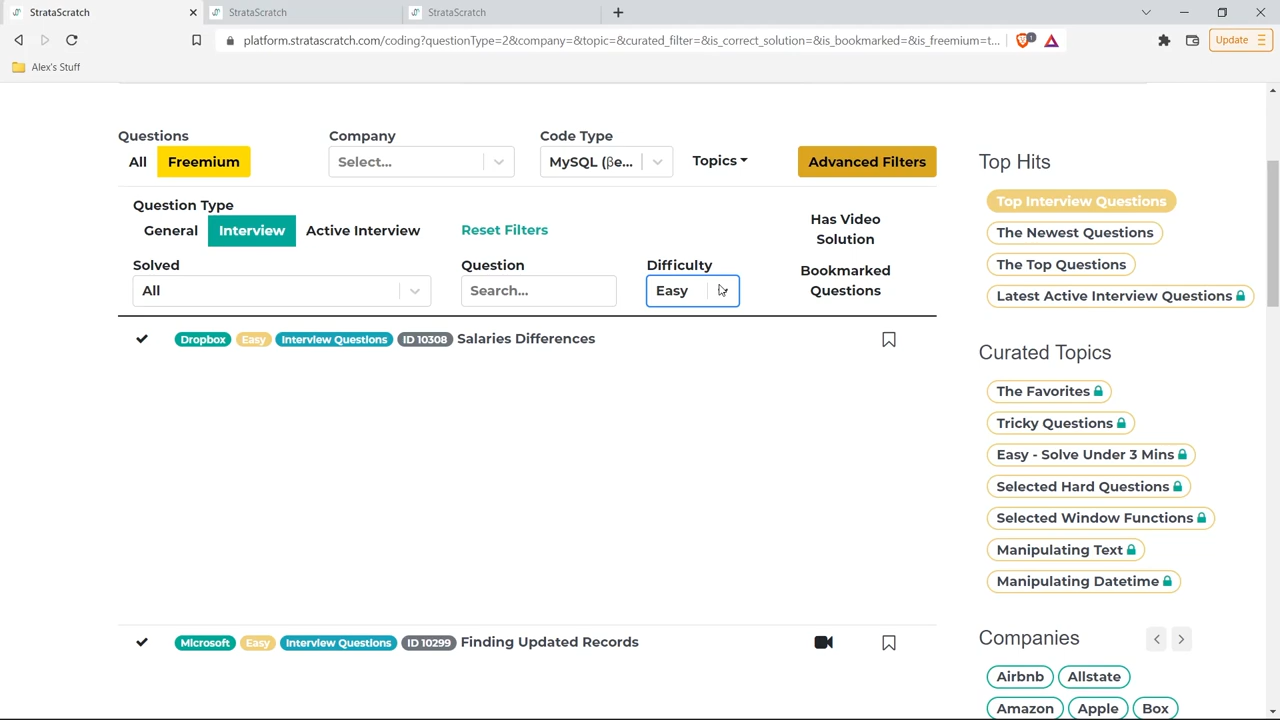 StrataScratch
StrataScratch
StrataScratch
platform.stratascratch.com/coding?questionType=2&company=&topic=&curated_filter=&is_correct_solution=&is_bookmarked=&is_freemium=t...
1
Update
Alex's Stuff
Questions
Company
Code Type
All
Freemium
Select...
MySQL (βe...
Topics
Advanced Filters
Question Type
General
Interview
Active Interview
Reset Filters
Has Video
Solution
Solved
Question
Difficulty
Bookmarked
Questions
All
Search...
Easy
Dropbox Easy Interview Questions ID 10308 Salaries Differences
Microsoft Easy Interview Questions ID 10299 Finding Updated Records
Top Hits
Top Interview Questions
The Newest Questions
The Top Questions
Latest Active Interview Questions
Curated Topics
The Favorites
Tricky Questions
Easy - Solve Under 3 Mins
Selected Hard Questions
Selected Window Functions
Manipulating Text
Manipulating Datetime
Companies
Airbnb Allstate
Amazon Apple Box